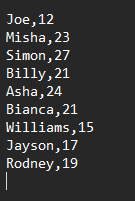 Joe,12
Misha,23
Simon,27
Billy,21
Asha,24
Bianca,21
Williams,15
Jayson,17
Rodney,19